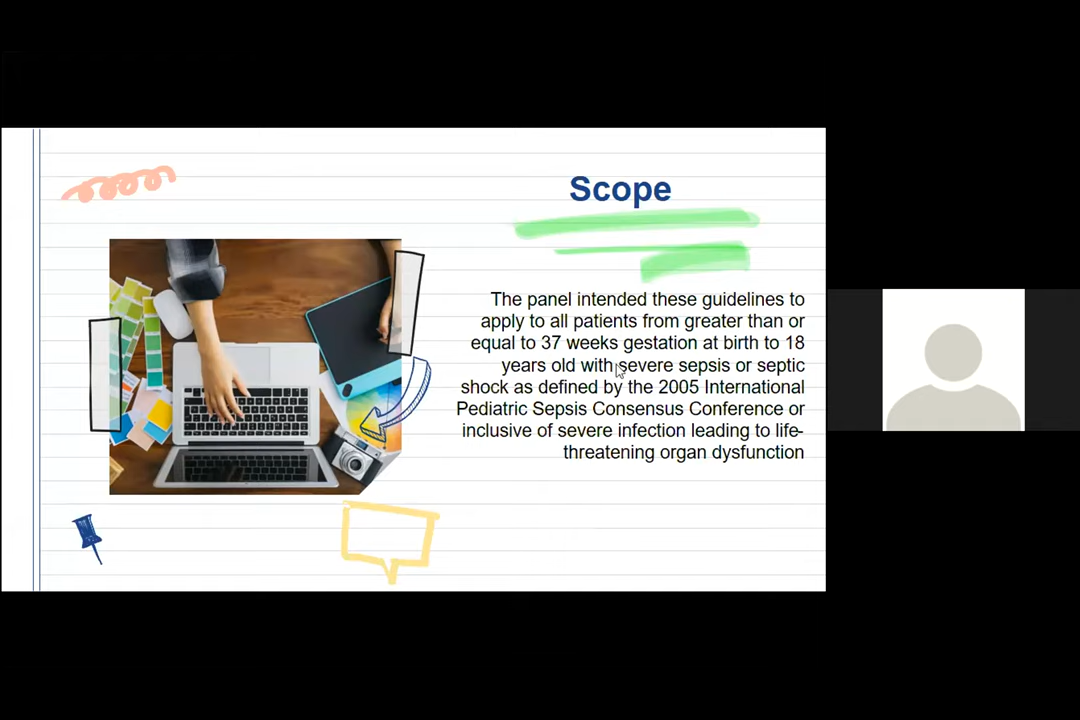 Scope
The panel intended these guidelines to
apply to all patients from greater than or
equal to 37 weeks gestation at birth to 18
years old with severe sepsis or septic
shock as defined by the 2005 International
Pediatric Sepsis Consensus Conference or
inclusive of severe infection leading to life-
threatening organ dysfunction